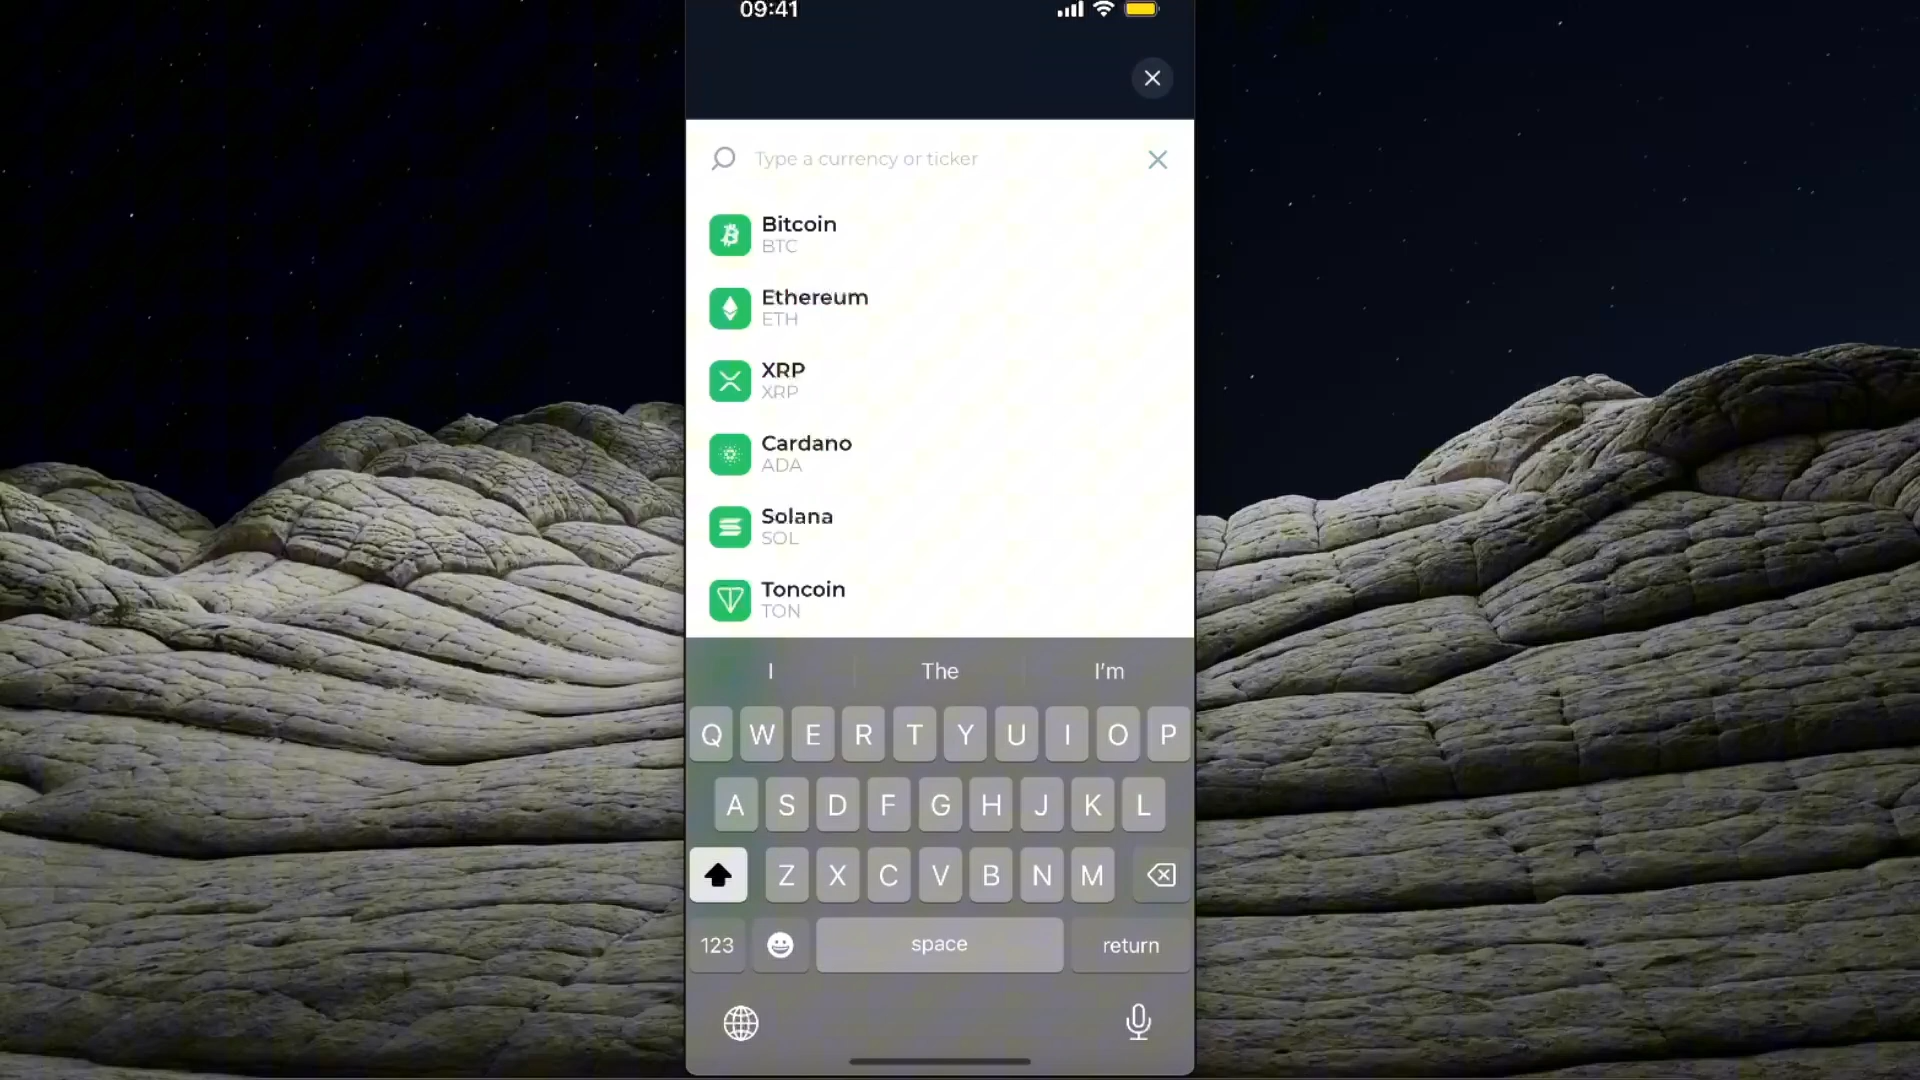 09:41
Type a currency or ticker
Bitcoin
BTC
Ethereum
ETH
XRP
XRP
Cardano
ADA
Solana
SOL
Toncoin
TON
I The I'm
Q W E R T Y U I O P
A S D F G H J K L
Z X C V B N M
123 space return